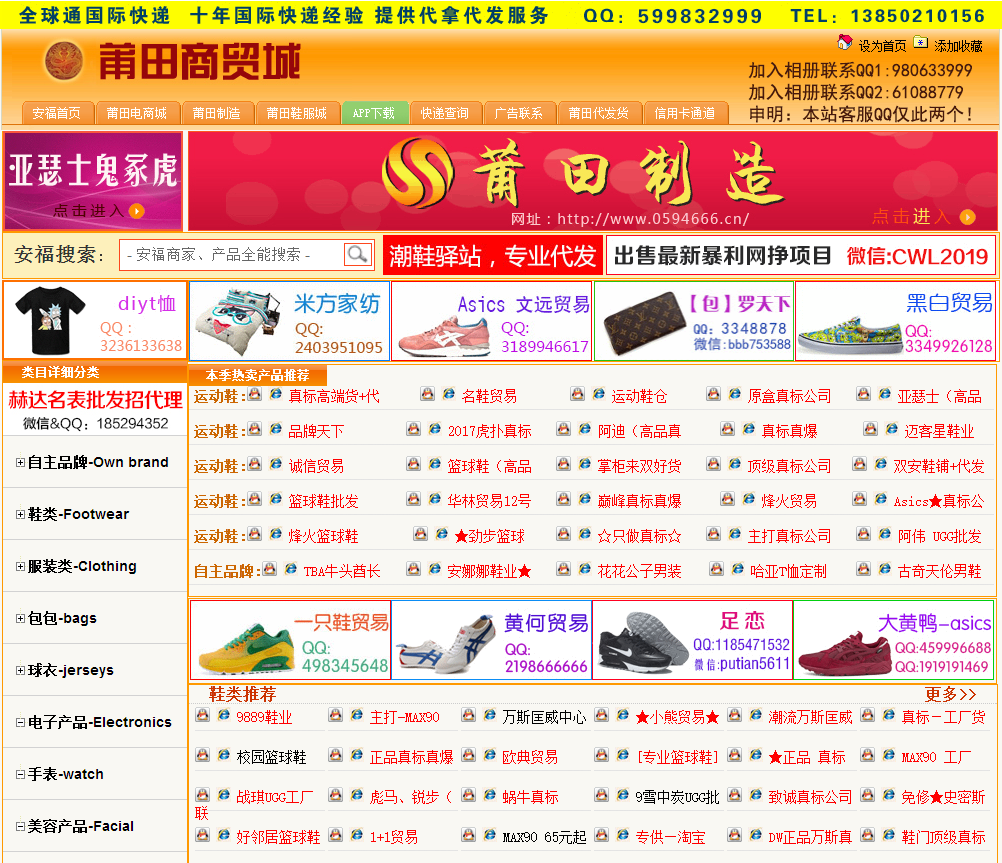 全球通国际快递 十年国际快递经验 提供代拿代发服务 QQ：599832999 TEL：13850210156
莆田商贸城
设为首页 添加收藏
加入相册联系QQ1:980633999
加入相册联系QQ2:61088779
申明：本站客服QQ仅此两个！
安福首页 莆田电商城 莆田制造 莆田鞋服城 APP下载 快递查询 广告联系 莆田代发货 信用卡通道
亚瑟士鬼冢虎
点击进入
莆田制造
网址：http://www.0594666.cn/
点击进入
安福搜索： - 安福商家、产品全能搜索 -
潮鞋驿站，专业代发
出售最新暴利网挣项目 微信:CWL2019
diyt恤
QQ：
3236133638
米方家纺
QQ:
2403951095
Asics 文远贸易
QQ:
3189946617
【包】罗天下
QQ: 3348878
微信:bbb753588
黑白贸易
QQ:
3349926128
类目详细分类
赫达名表批发招代理
微信&QQ：185294352
自主品牌-Own brand
鞋类-Footwear
服装类-Clothing
包包-bags
球衣-jerseys
电子产品-Electronics
手表-watch
美容产品-Facial
本季热卖产品推荐
运动鞋: 真标高端货+代 名鞋贸易 运动鞋仓 原盒真标公司 亚瑟士（高品
运动鞋: 品牌天下 2017虎扑真标 阿迪（高品真 真标真爆 迈客星鞋业
运动鞋: 诚信贸易 篮球鞋（高品 掌柜来双好货 顶级真标公司 双安鞋铺+代发
运动鞋: 篮球鞋批发 华林贸易12号 巅峰真标真爆 烽火贸易 Asics★真标公
运动鞋: 烽火篮球鞋 ★劲步篮球 ☆只做真标☆ 主打真标公司 阿伟 UGG批发
自主品牌: TBA牛头酋长 安娜娜鞋业★ 花花公子男装 哈亚T恤定制 古奇天伦男鞋
一只鞋贸易
QQ:
498345648
黄何贸易
QQ:
2198666666
足恋
QQ:1185471532
微信:putian5611
大黄鸭-asics
QQ:459996688
QQ:1919191469
鞋类推荐 更多>>
9889鞋业 主打-MAX90 万斯匡威中心 ★小熊贸易★ 潮流万斯匡威 真标－工厂货
校园篮球鞋 正品真标真爆 欧典贸易 [专业篮球鞋] ★正品 真标 MAX90 工厂
战琪UGG工厂 彪马、锐步（ 蜗牛真标 9雪中炭UGG批 致诚真标公司 免修★史密斯
联
好邻居篮球鞋 1+1贸易 MAX90 65元起 专供－淘宝 DW正品万斯真 鞋门顶级真标